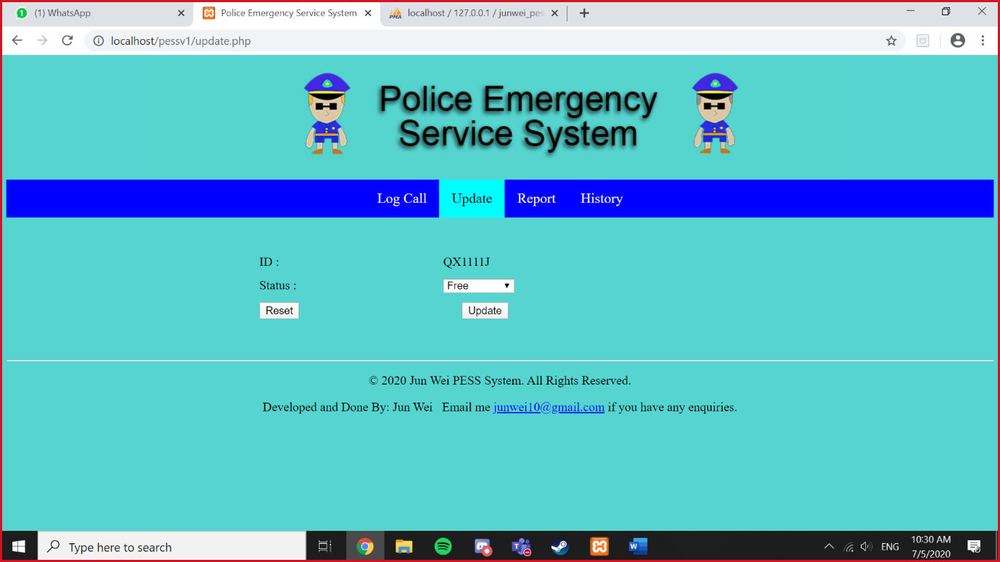 (1) WhatsApp
Police Emergency Service System
localhost / 127.0.0.1 / junwei_pes
localhost/pessv1/update.php
Police Emergency
Service System
Log Call Update Report History
ID : QX1111J
Status : Free
Reset Update
© 2020 Jun Wei PESS System. All Rights Reserved.
Developed and Done By: Jun Wei Email me junwei10@gmail.com if you have any enquiries.
Type here to search
ENG
10:30 AM
7/5/2020